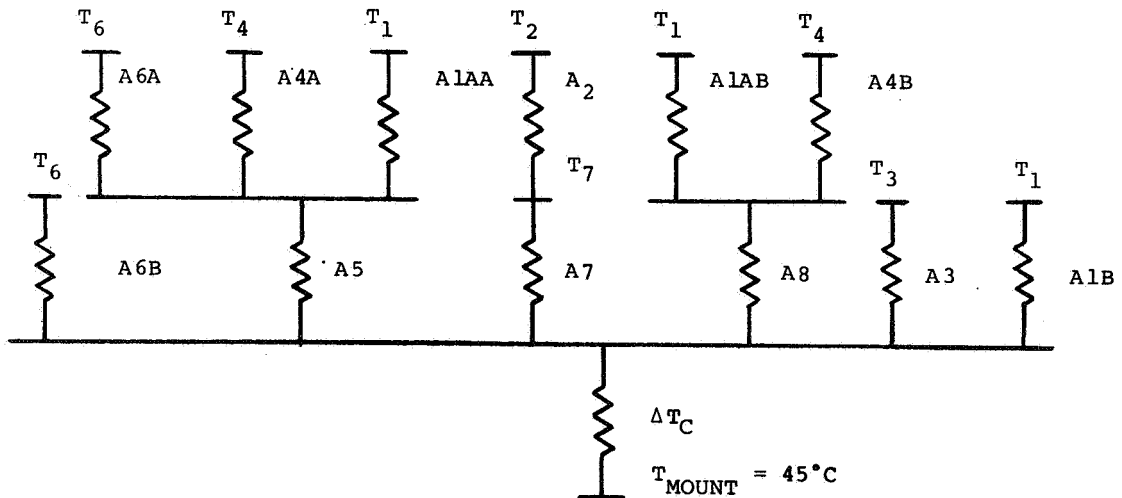 T6 T4 T1 T2 T1 T4
A6A A4A A1AA A2 A1AB A4B
T6 T7 T3 T1
A6B A5 A7 A8 A3 A1B
ΔTC
TMOUNT = 45°C